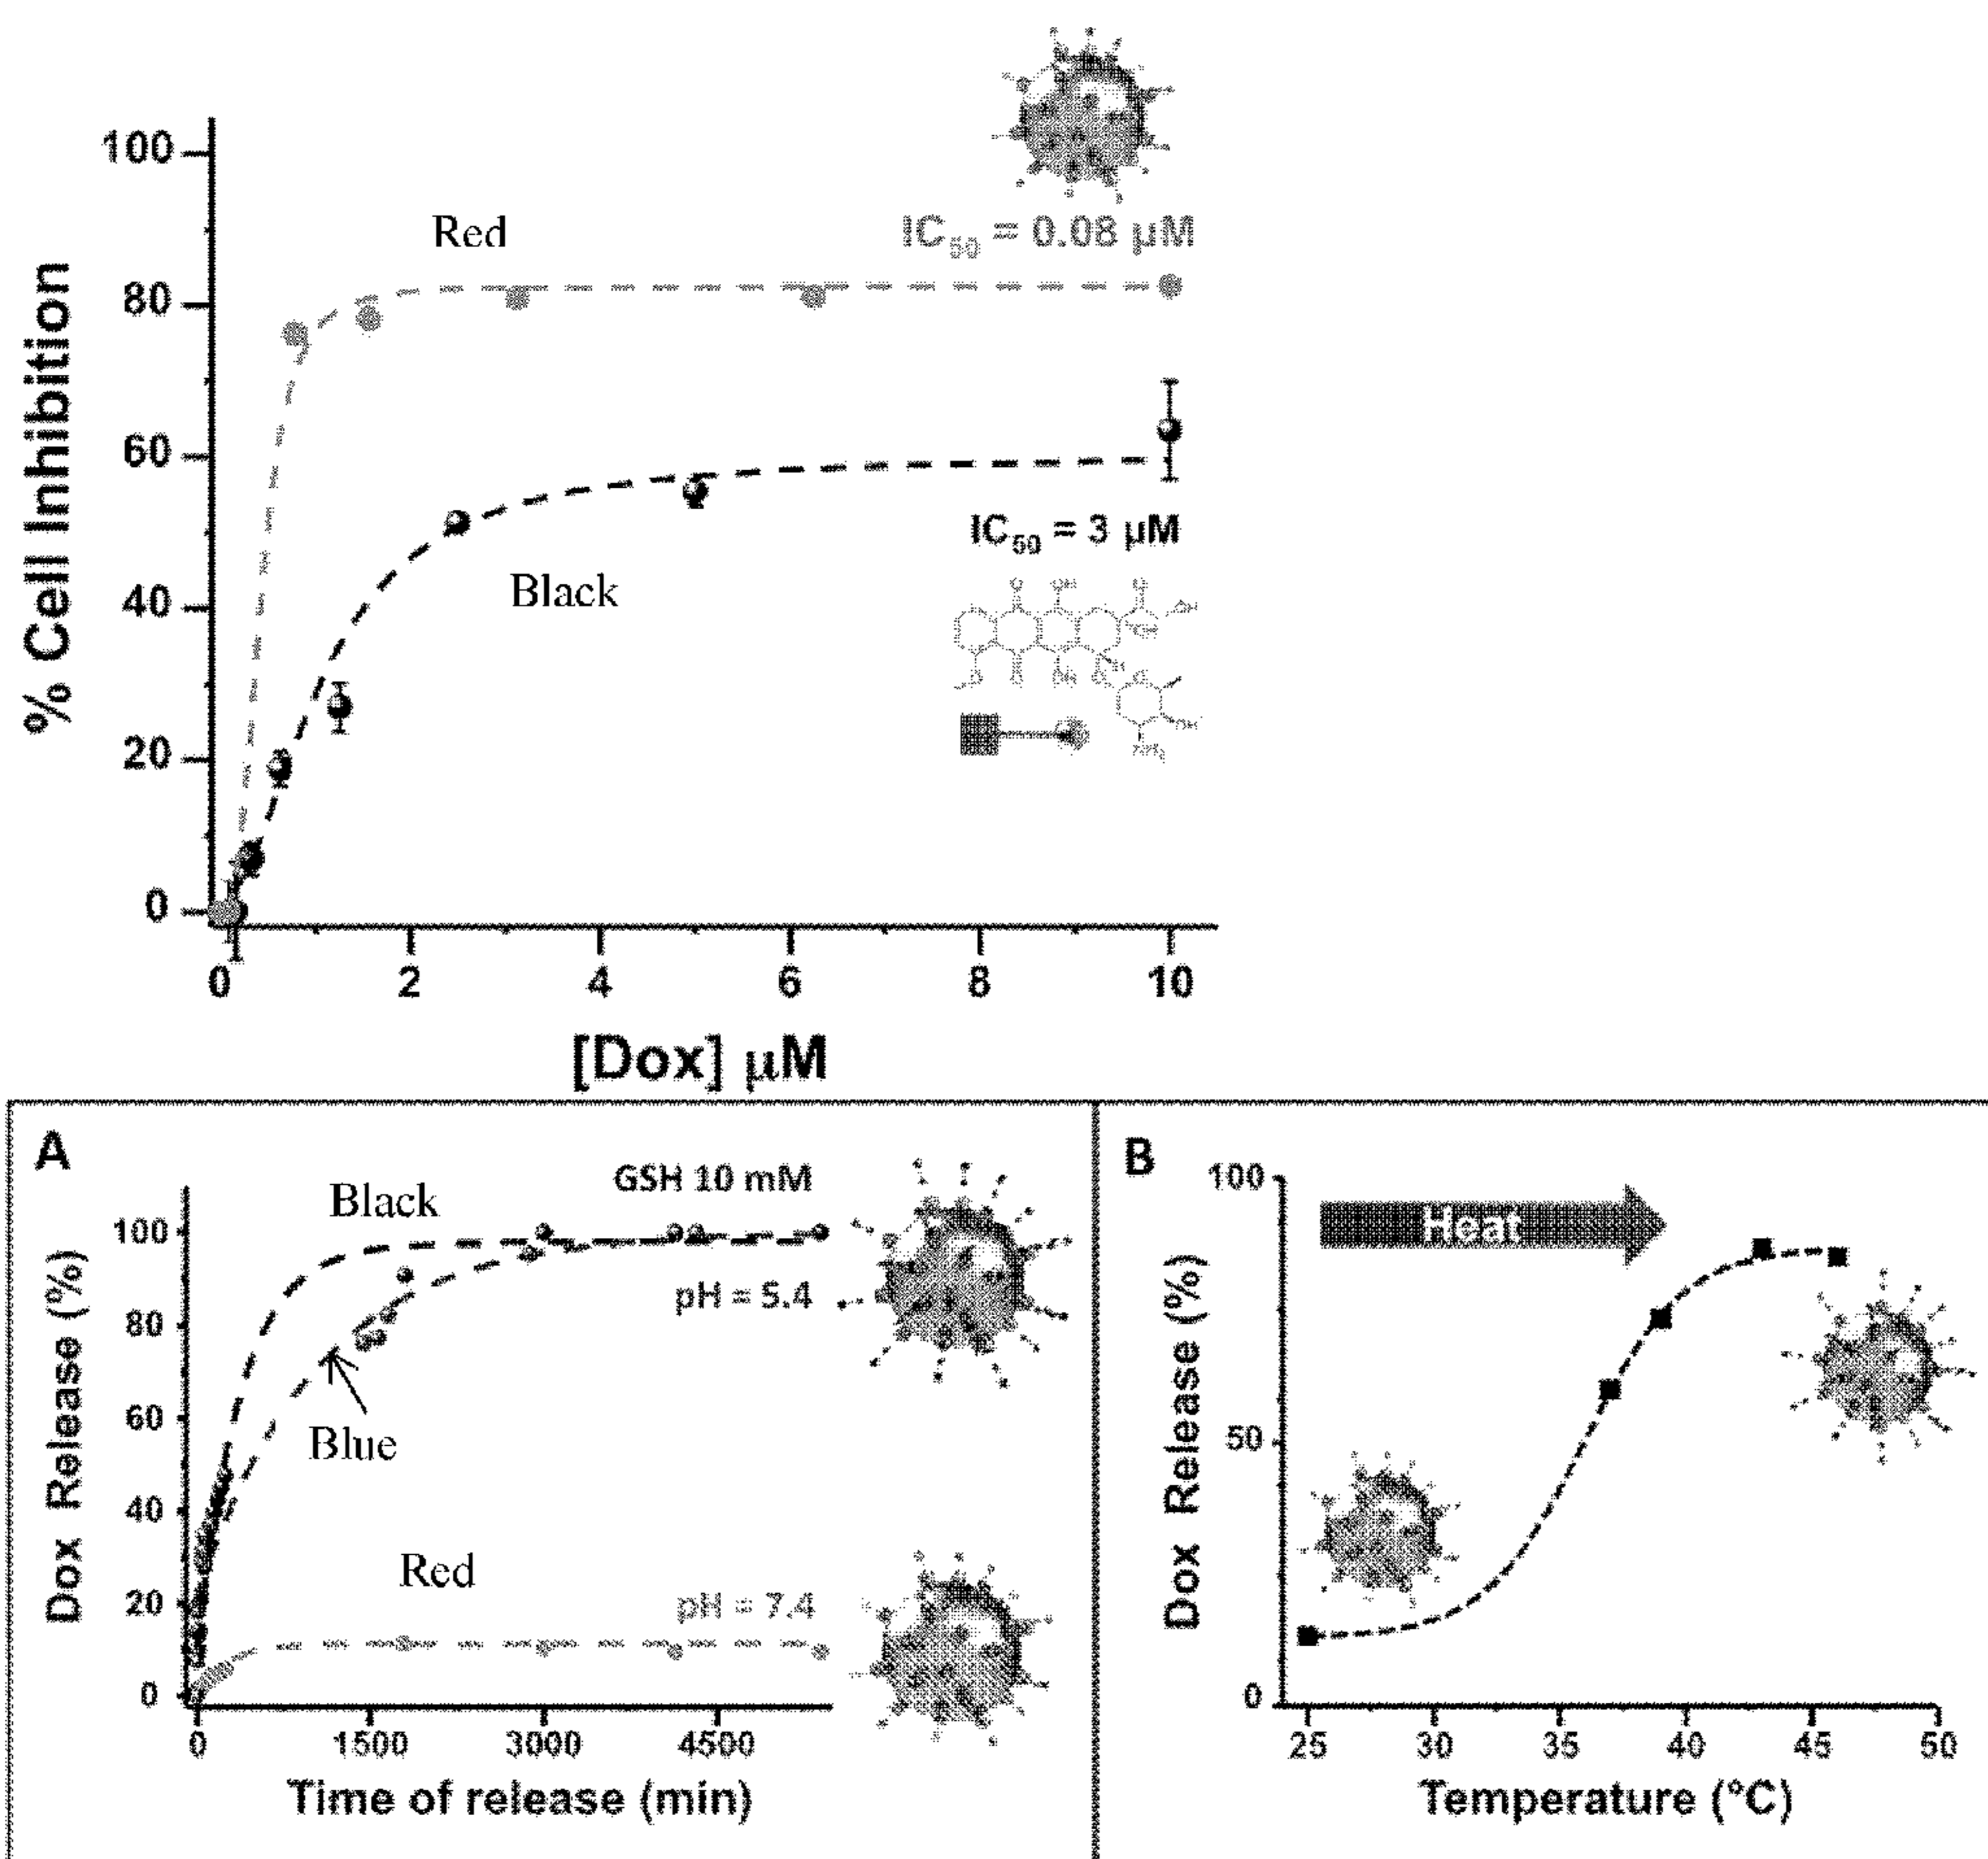 100
80
60
40
20
0
% Cell Inhibition
Red
IC₅₀ = 0.08 µM
IC₅₀ = 3 µM
Black
0 2 4 6 8 10
[Dox] µM
A
Black
GSH 10 mM
pH = 5.4
Blue
Red
pH = 7.4
100
80
60
40
20
0
Dox Release (%)
0 1500 3000 4500
Time of release (min)
B
Heat
100
50
0
Dox Release (%)
25 30 35 40 45 50
Temperature (°C)